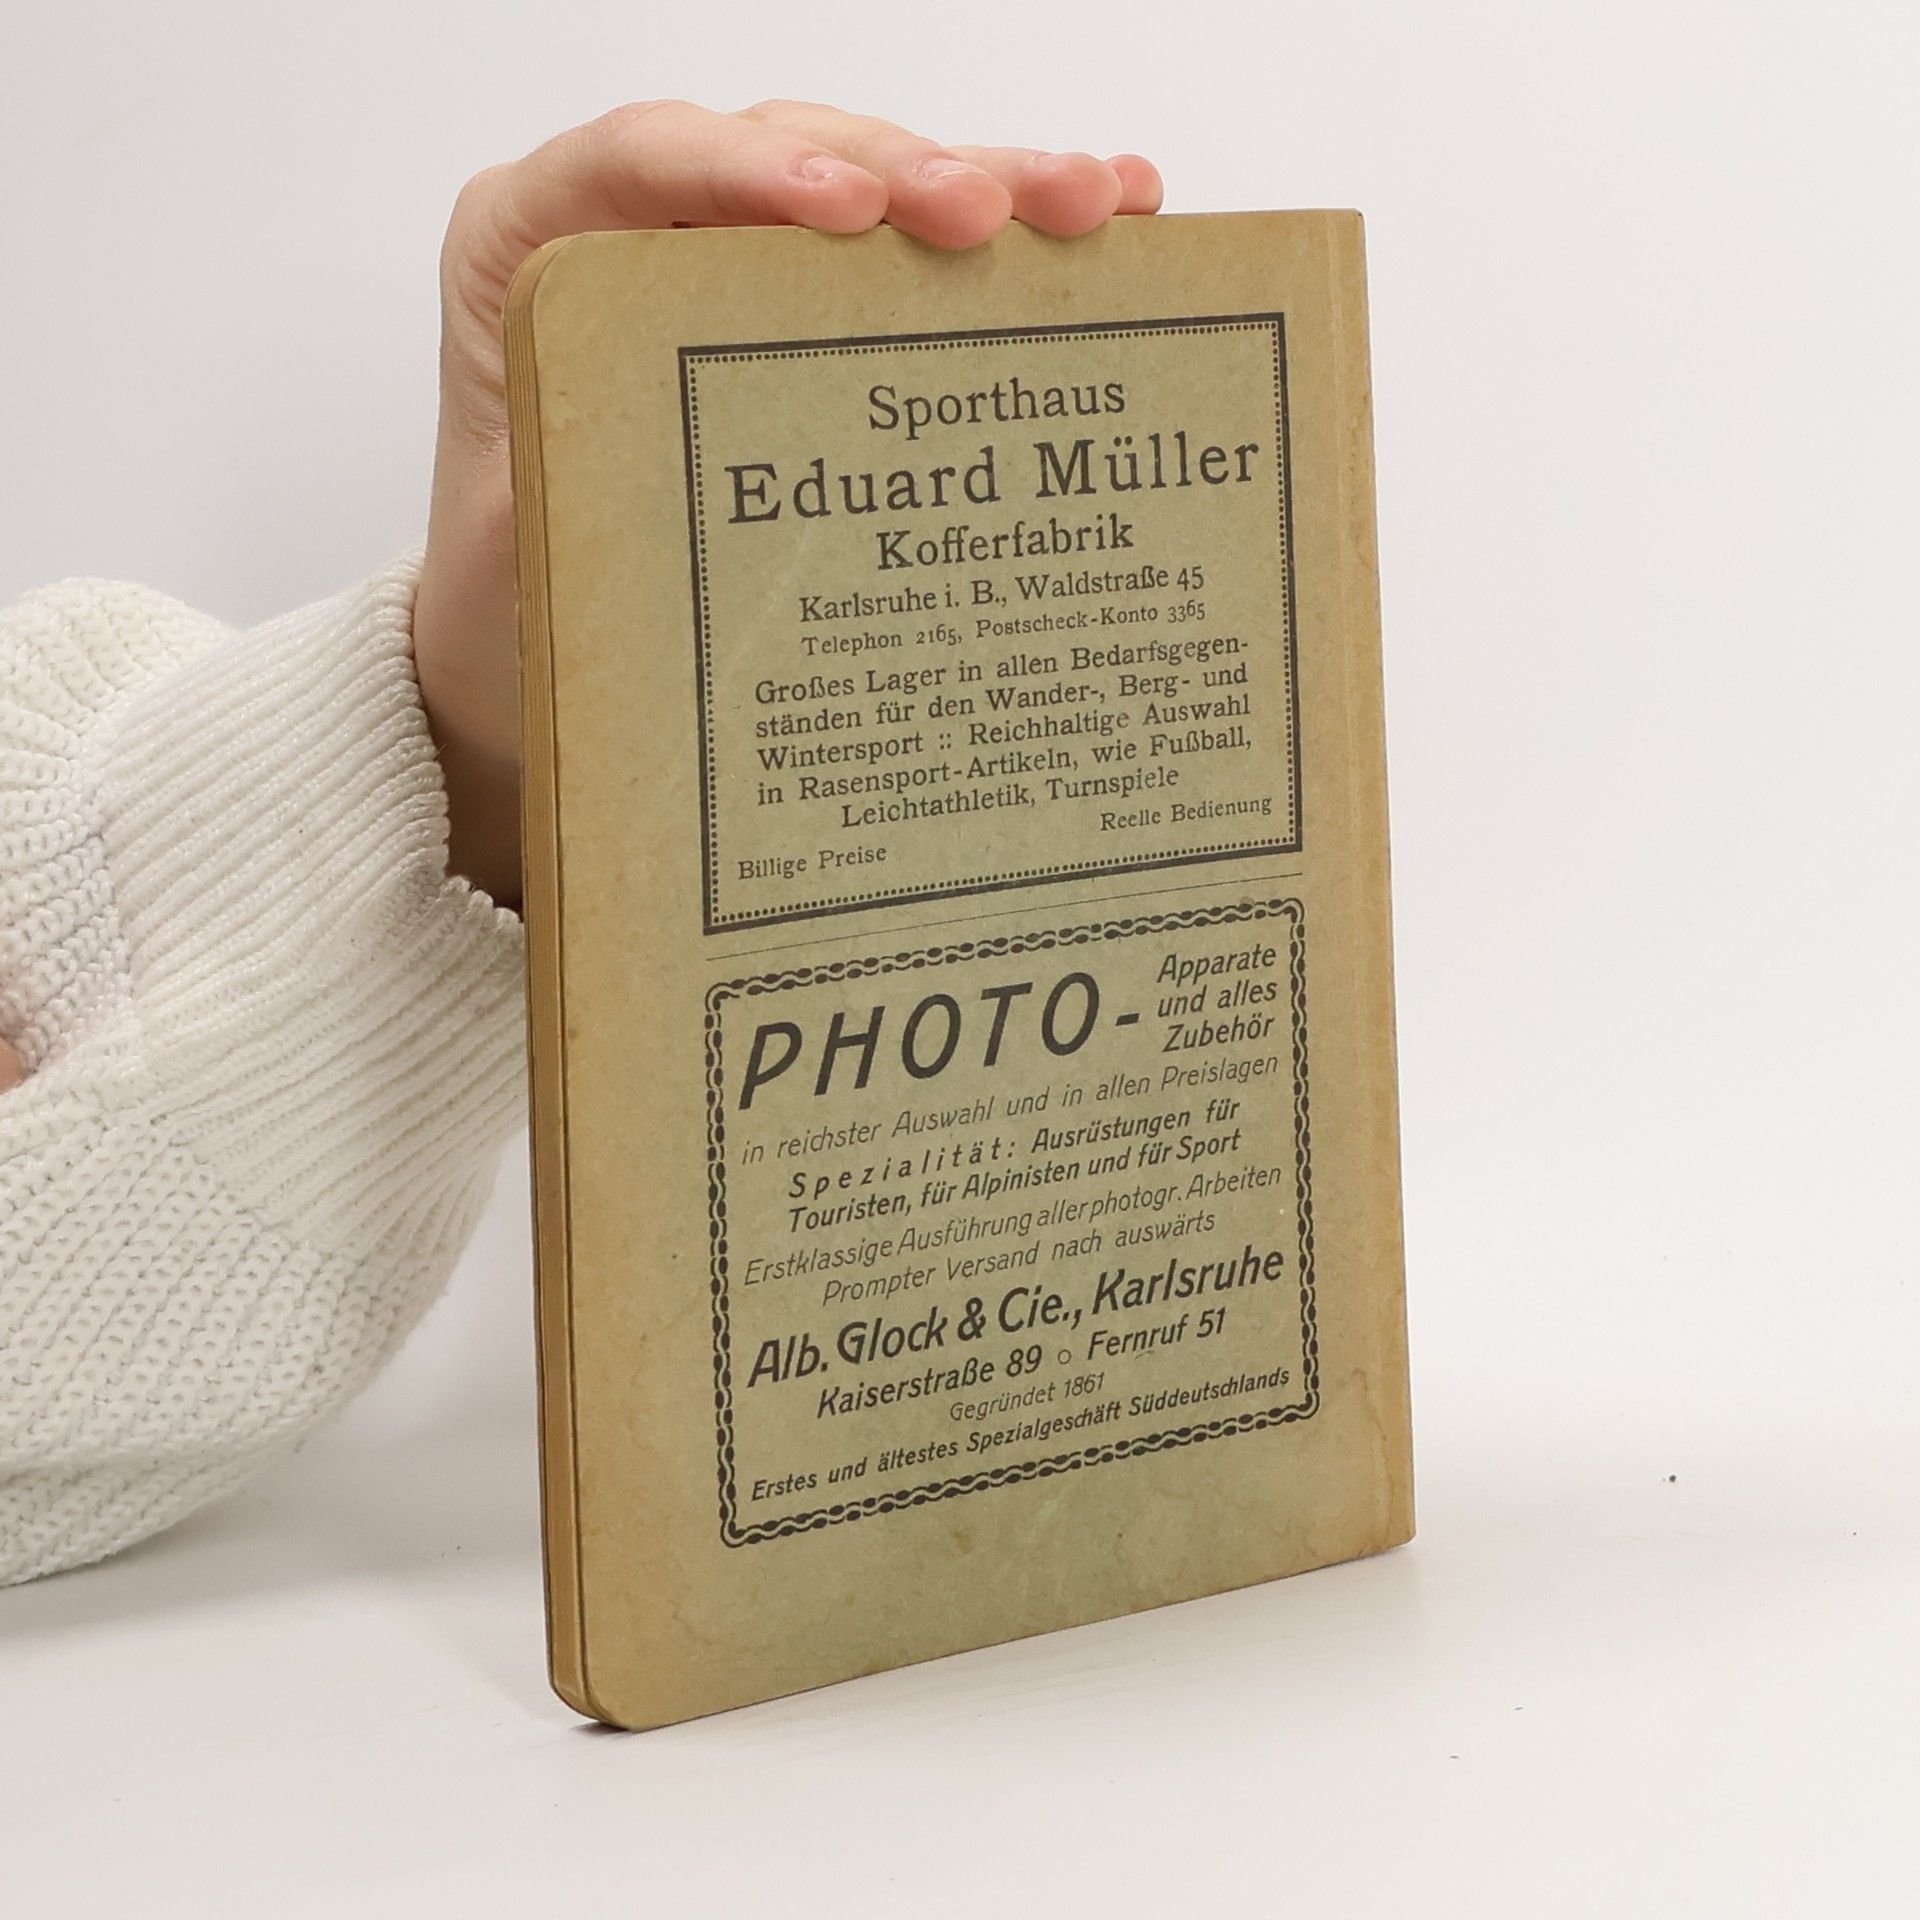 Sporthaus
Eduard Müller
Kofferfabrik
Karlsruhe i. B., Waldstraße 45
Telephon 2165, Postscheck-Konto 3365
Großes Lager in allen Bedarfsgegen-
ständen für den Wander-, Berg- und
Wintersport :: Reichhaltige Auswahl
in Rasensport-Artikeln, wie Fußball,
Leichtathletik, Turnspiele
Billige Preise Reelle Bedienung
PHOTO-
Apparate
und alles
Zubehör
in reichster Auswahl und in allen Preislagen
Spezialität: Ausrüstungen für
Touristen, für Alpinisten und für Sport
Erstklassige Ausführung aller photogr. Arbeiten
Prompter Versand nach auswärts
Alb. Glock & Cie., Karlsruhe
Kaiserstraße 89 ○ Fernruf 51
Gegründet 1861
Erstes und ältestes Spezialgeschäft Süddeutschlands